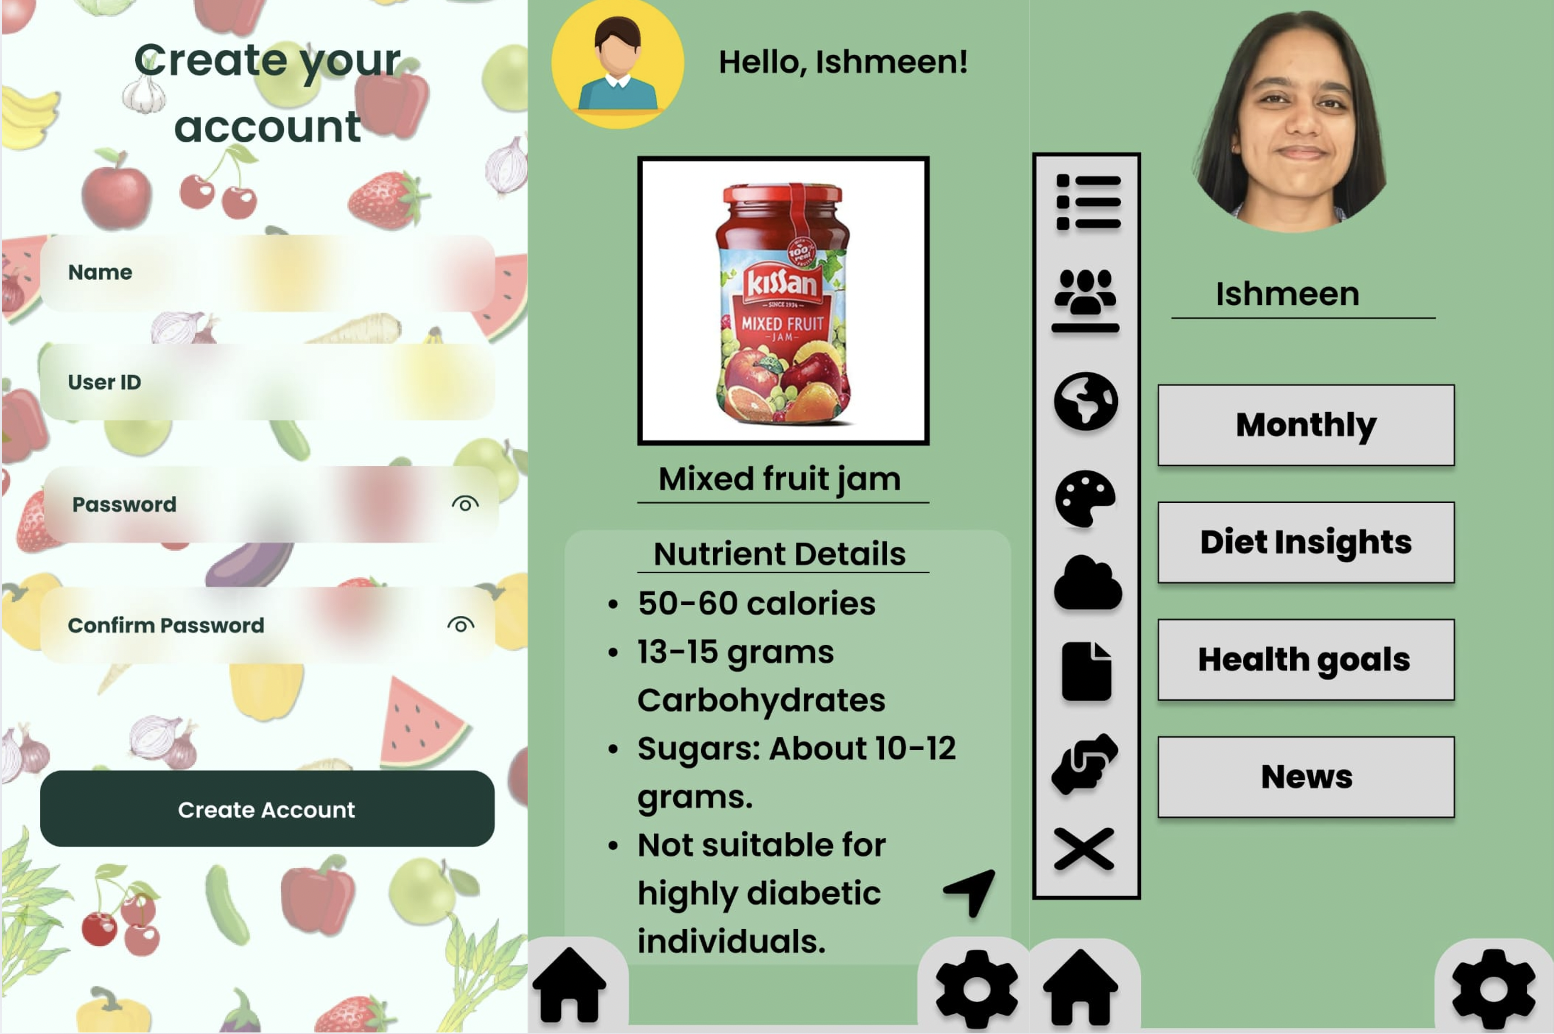 Create your
account
Name
User ID
Password
Confirm Password
Create Account
Hello, Ishmeen!
100%
real
kissan
SINCE 1934
MIXED FRUIT
-JAM-
Mixed fruit jam
Nutrient Details
• 50-60 calories
• 13-15 grams
Carbohydrates
• Sugars: About 10-12
grams.
• Not suitable for
highly diabetic
individuals.
Ishmeen
Monthly
Diet Insights
Health goals
News